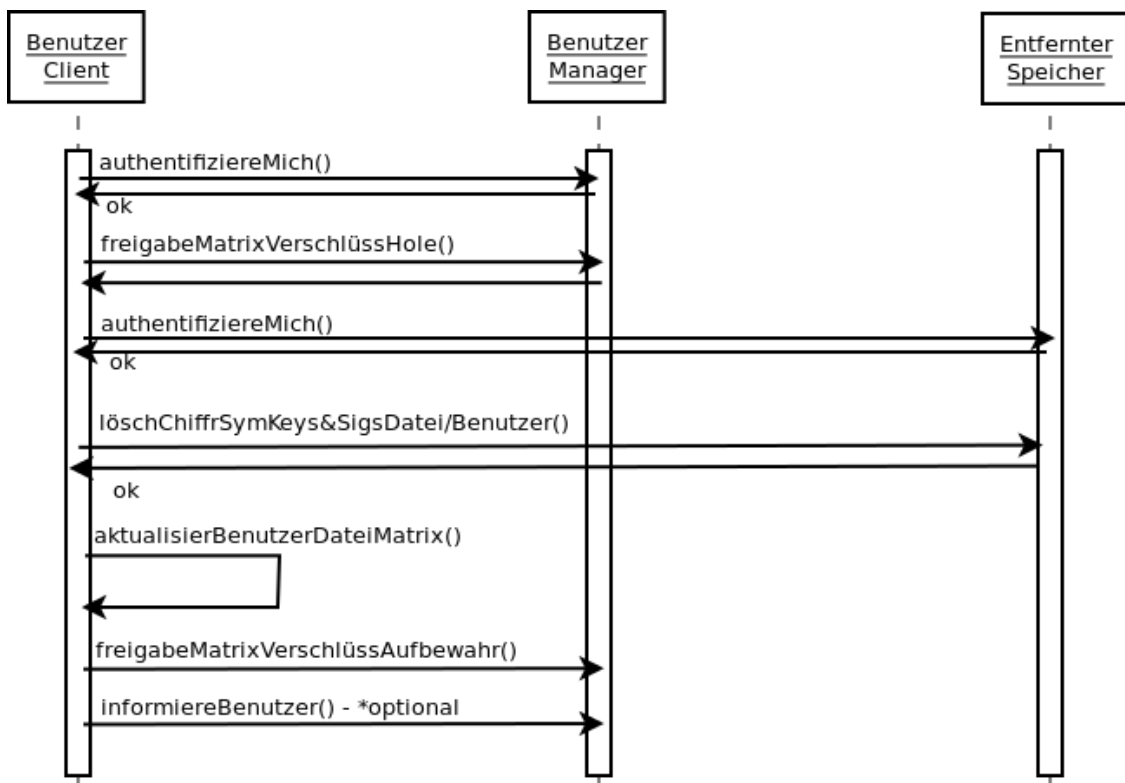 Benutzer
Client
Benutzer
Manager
Entfernter
Speicher
authentifiziereMich()
ok
freigabeMatrixVerschlüssHole()
authentifiziereMich()
ok
löschChiffrSymKeys&SigsDatei/Benutzer()
ok
aktualisierBenutzerDateiMatrix()
freigabeMatrixVerschlüssAufbewahr()
informiereBenutzer() - *optional